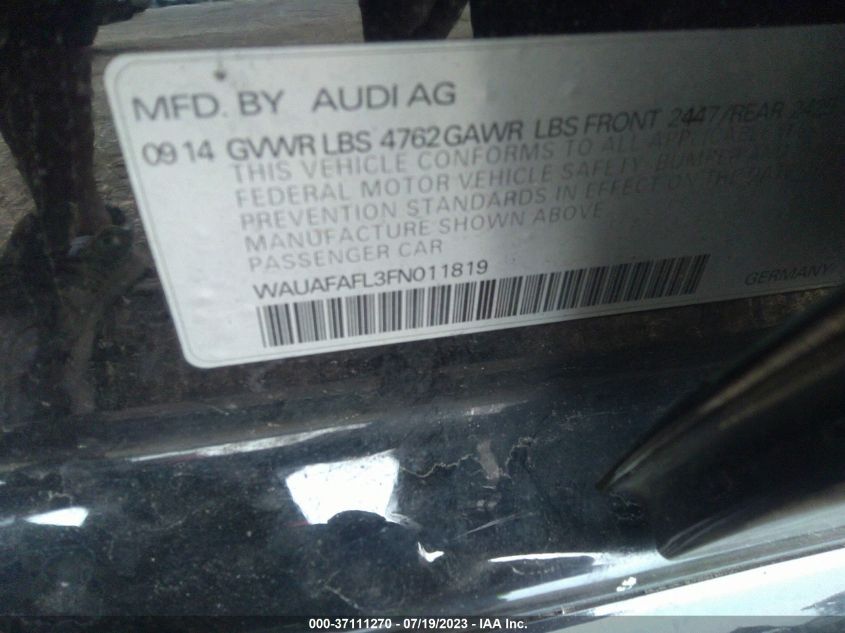 MFD. BY AUDI AG
09 14 GVWR LBS 4762 GAWR LBS FRONT 2447/REAR
THIS VEHICLE CONFORMS TO ALL APPLICABLE
FEDERAL MOTOR VEHICLE SAFETY, BUMPER AND
PREVENTION STANDARDS IN EFFECT ON THE DATE
MANUFACTURE SHOWN ABOVE
PASSENGER CAR
WAUAFAFL3FN011819
GERMANY
000-37111270 - 07/19/2023 - IAA Inc.